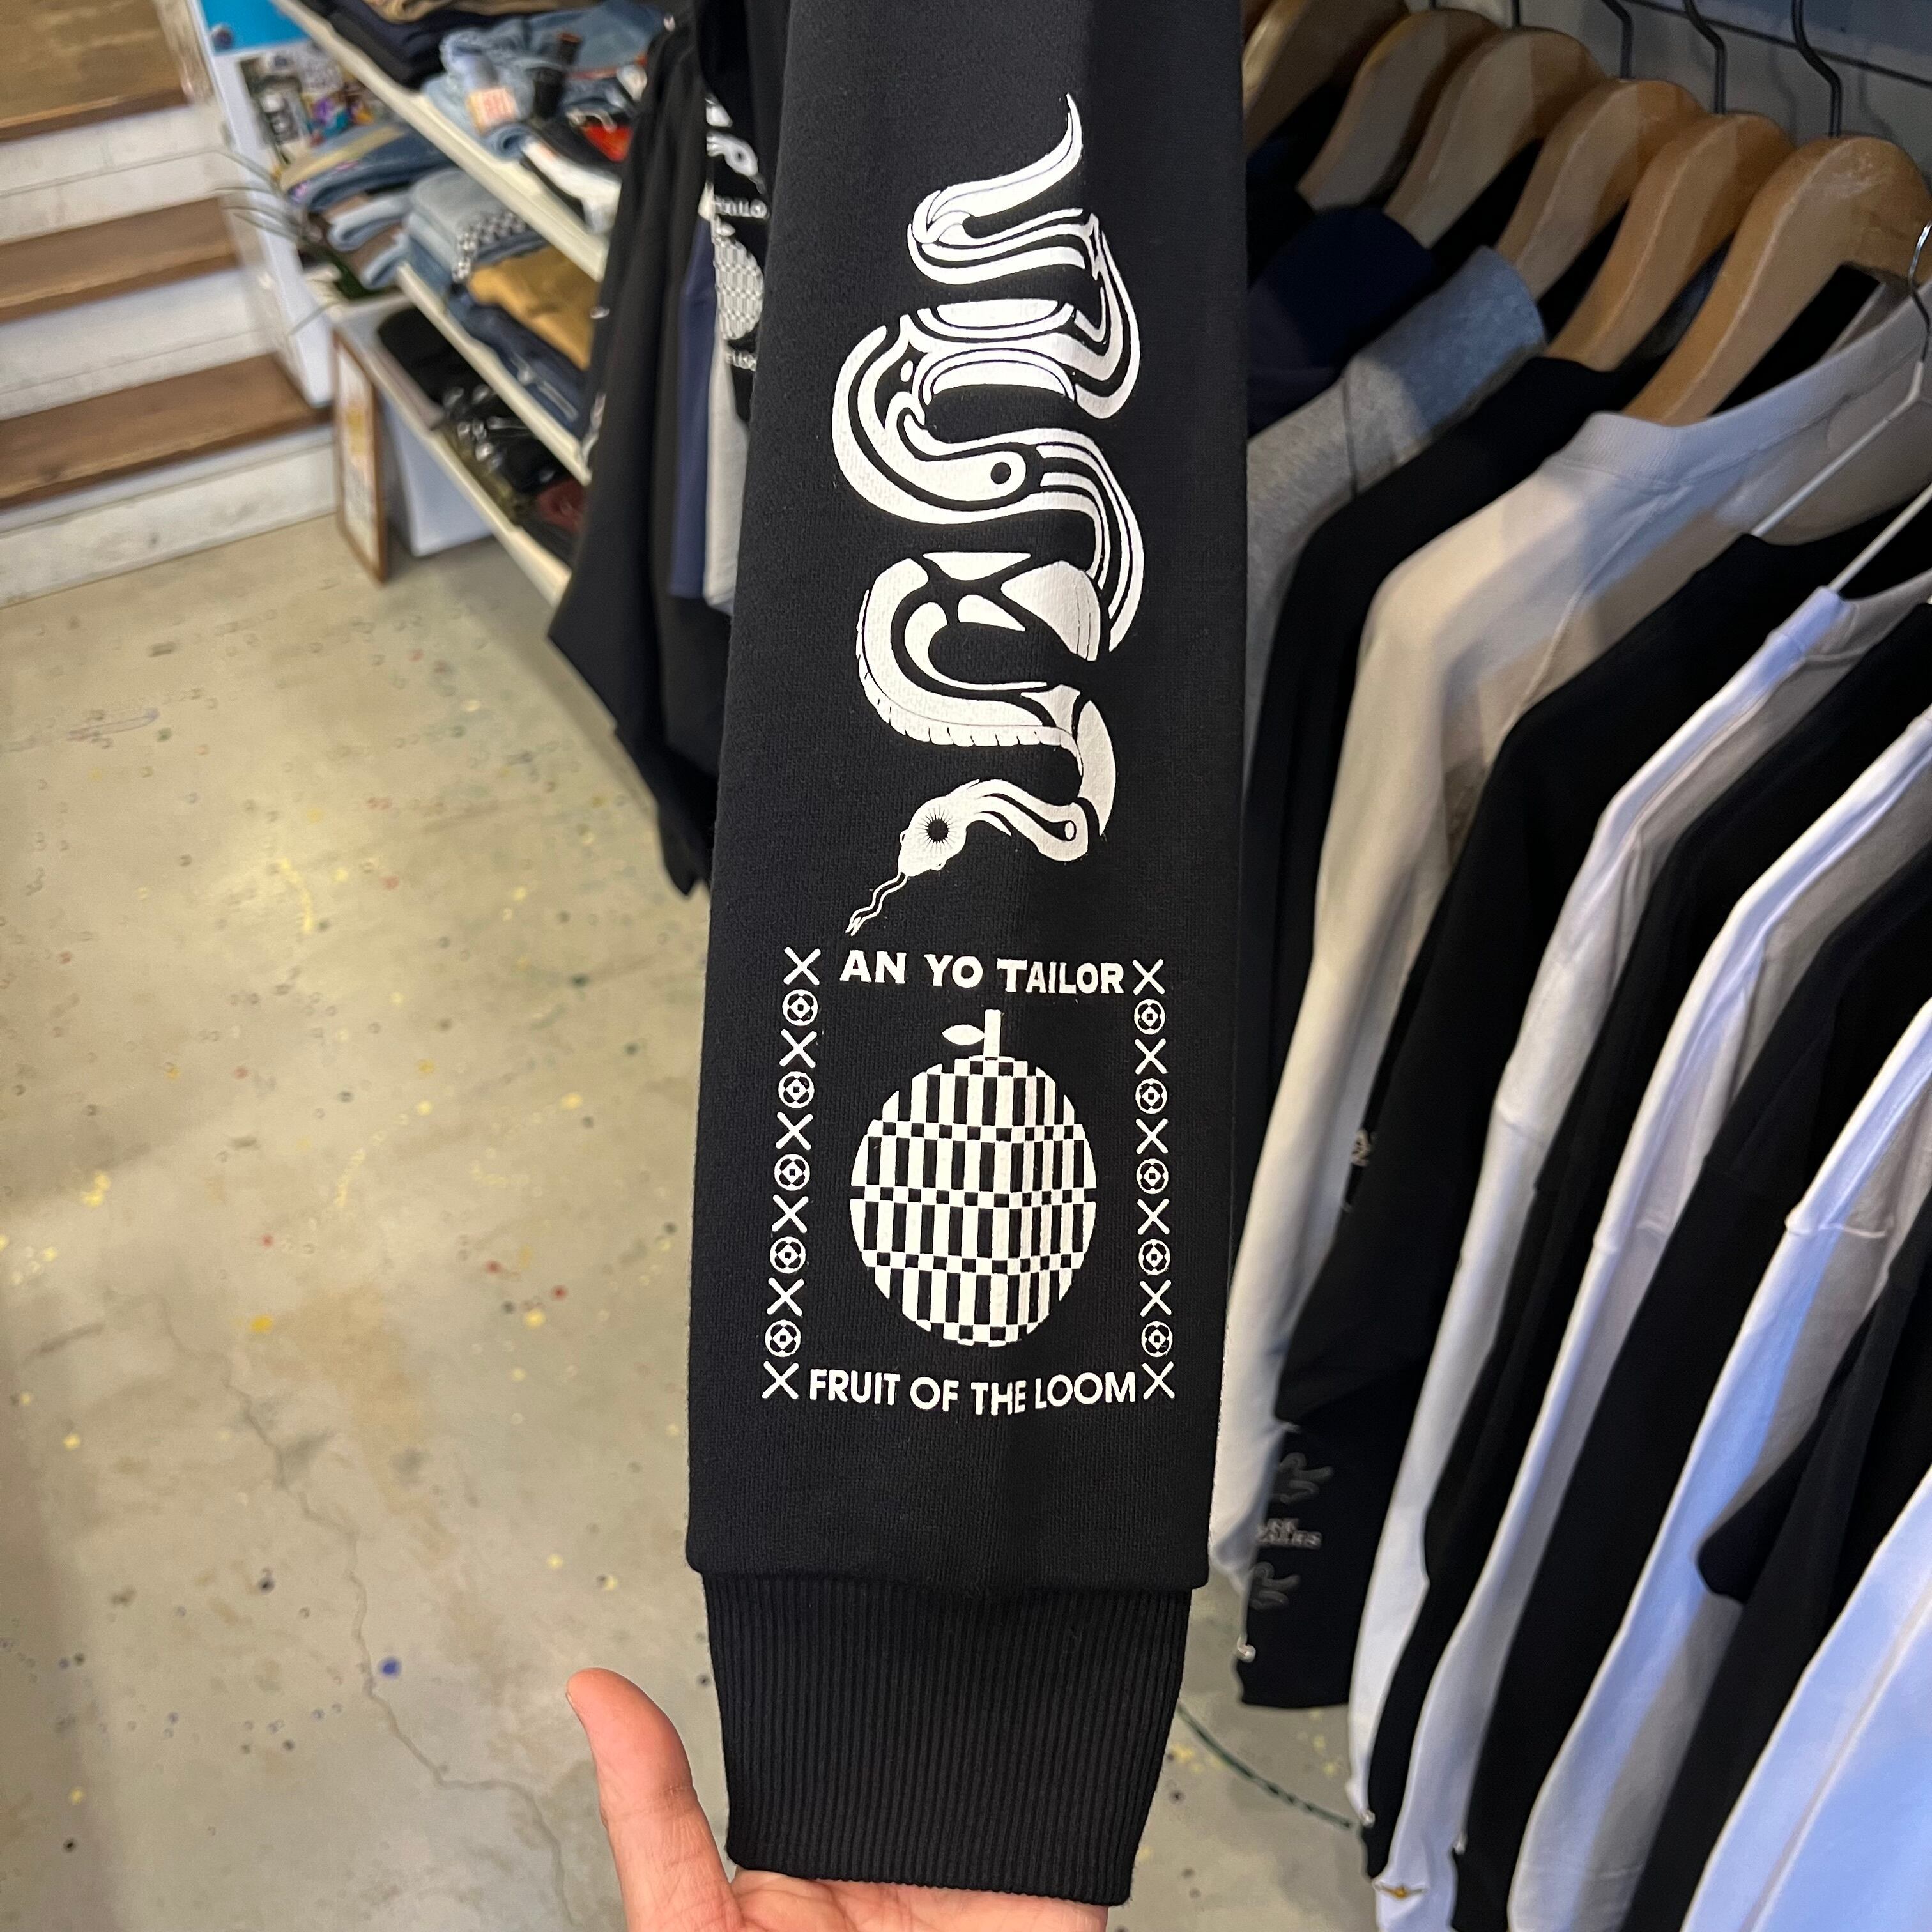 AN YO TAILOR
FRUIT OF THE LOOM